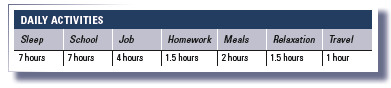 DAILY ACTIVITIES
Sleep School Job Homework Meals Relaxation Travel
7 hours 7 hours 4 hours 1.5 hours 2 hours 1.5 hours 1 hour